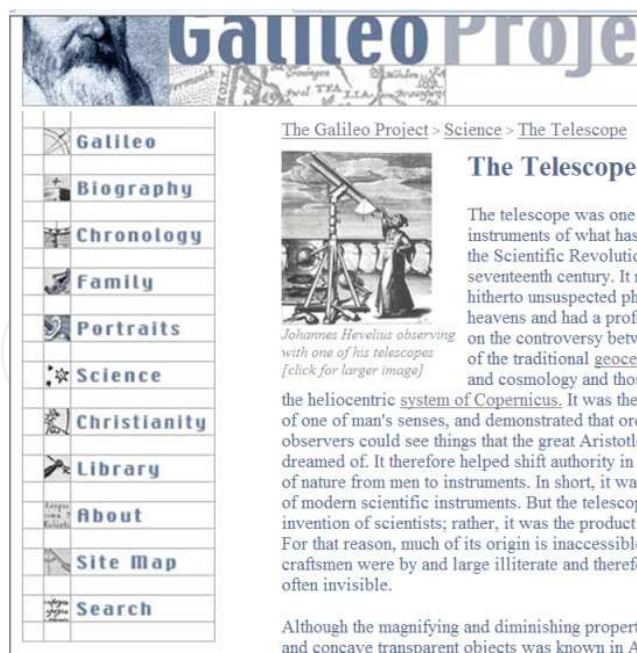 Galileo Proje
Galileo
Biography
Chronology
Family
Portraits
Science
Christianity
Library
About
Site Map
Search
The Galileo Project > Science > The Telescope
The Telescope
Johannes Hevelius observing
with one of his telescopes
[click for larger image]
The telescope was one
instruments of what has
the Scientific Revolutio
seventeenth century. It r
hitherto unsuspected ph
heavens and had a prof
on the controversy betw
of the traditional geoce
and cosmology and thos
the heliocentric system of Copernicus. It was the
of one of man's senses, and demonstrated that ord
observers could see things that the great Aristotle
dreamed of. It therefore helped shift authority in
of nature from men to instruments. In short, it wa
of modern scientific instruments. But the telescop
invention of scientists; rather, it was the product
For that reason, much of its origin is inaccessible
craftsmen were by and large illiterate and therefo
often invisible.
Although the magnifying and diminishing propert
and concave transparent objects was known in A